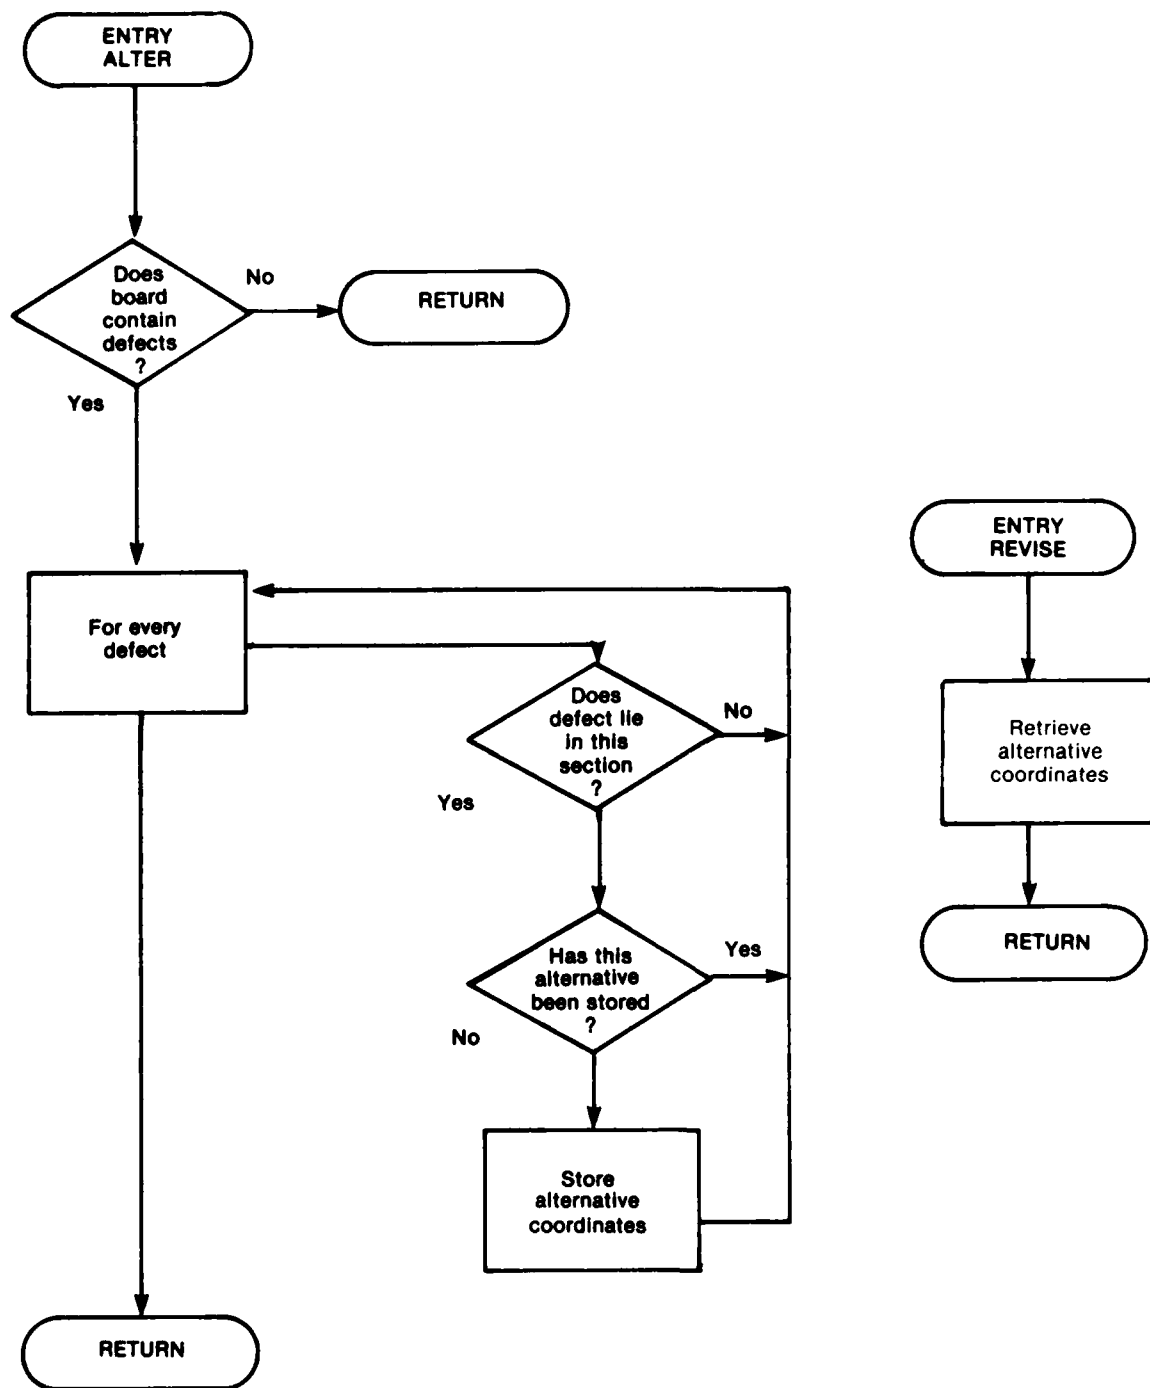 ENTRY
ALTER
Does
board
contain
defects
?
No
RETURN
Yes
For every
defect
Does
defect lie
in this
section
?
No
Yes
Has this
alternative
been stored
?
Yes
No
Store
alternative
coordinates
RETURN
ENTRY
REVISE
Retrieve
alternative
coordinates
RETURN